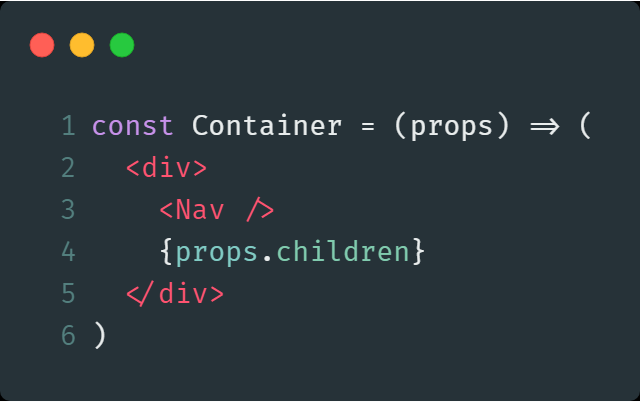 1 const Container = (props) => (
2   <div>
3     <Nav />
4     {props.children}
5   </div>
6 )